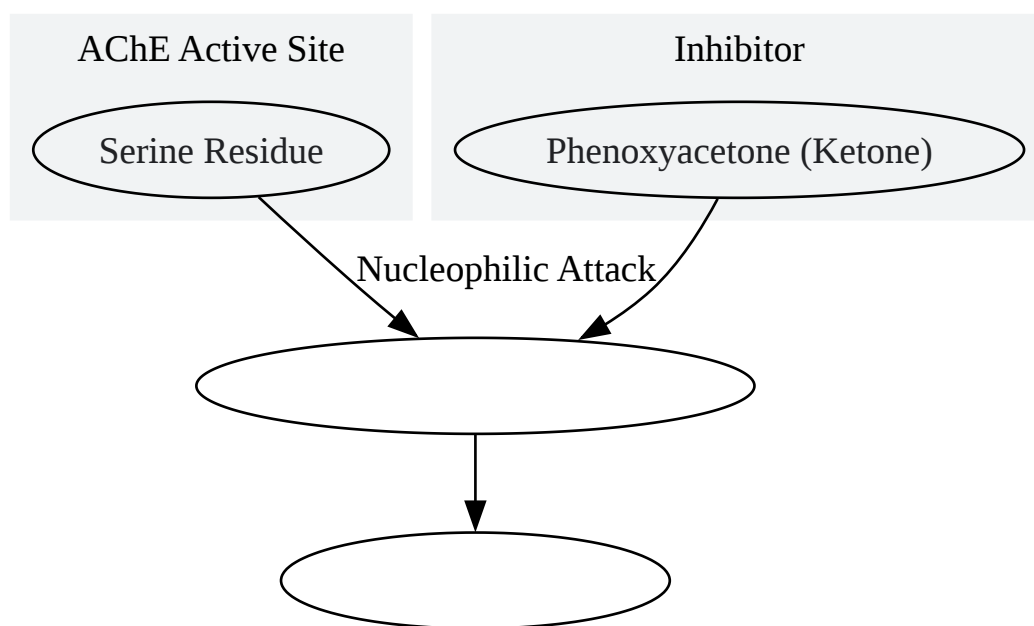 AChE Active Site
Inhibitor
Serine Residue
Phenoxyacetone (Ketone)
Nucleophilic Attack